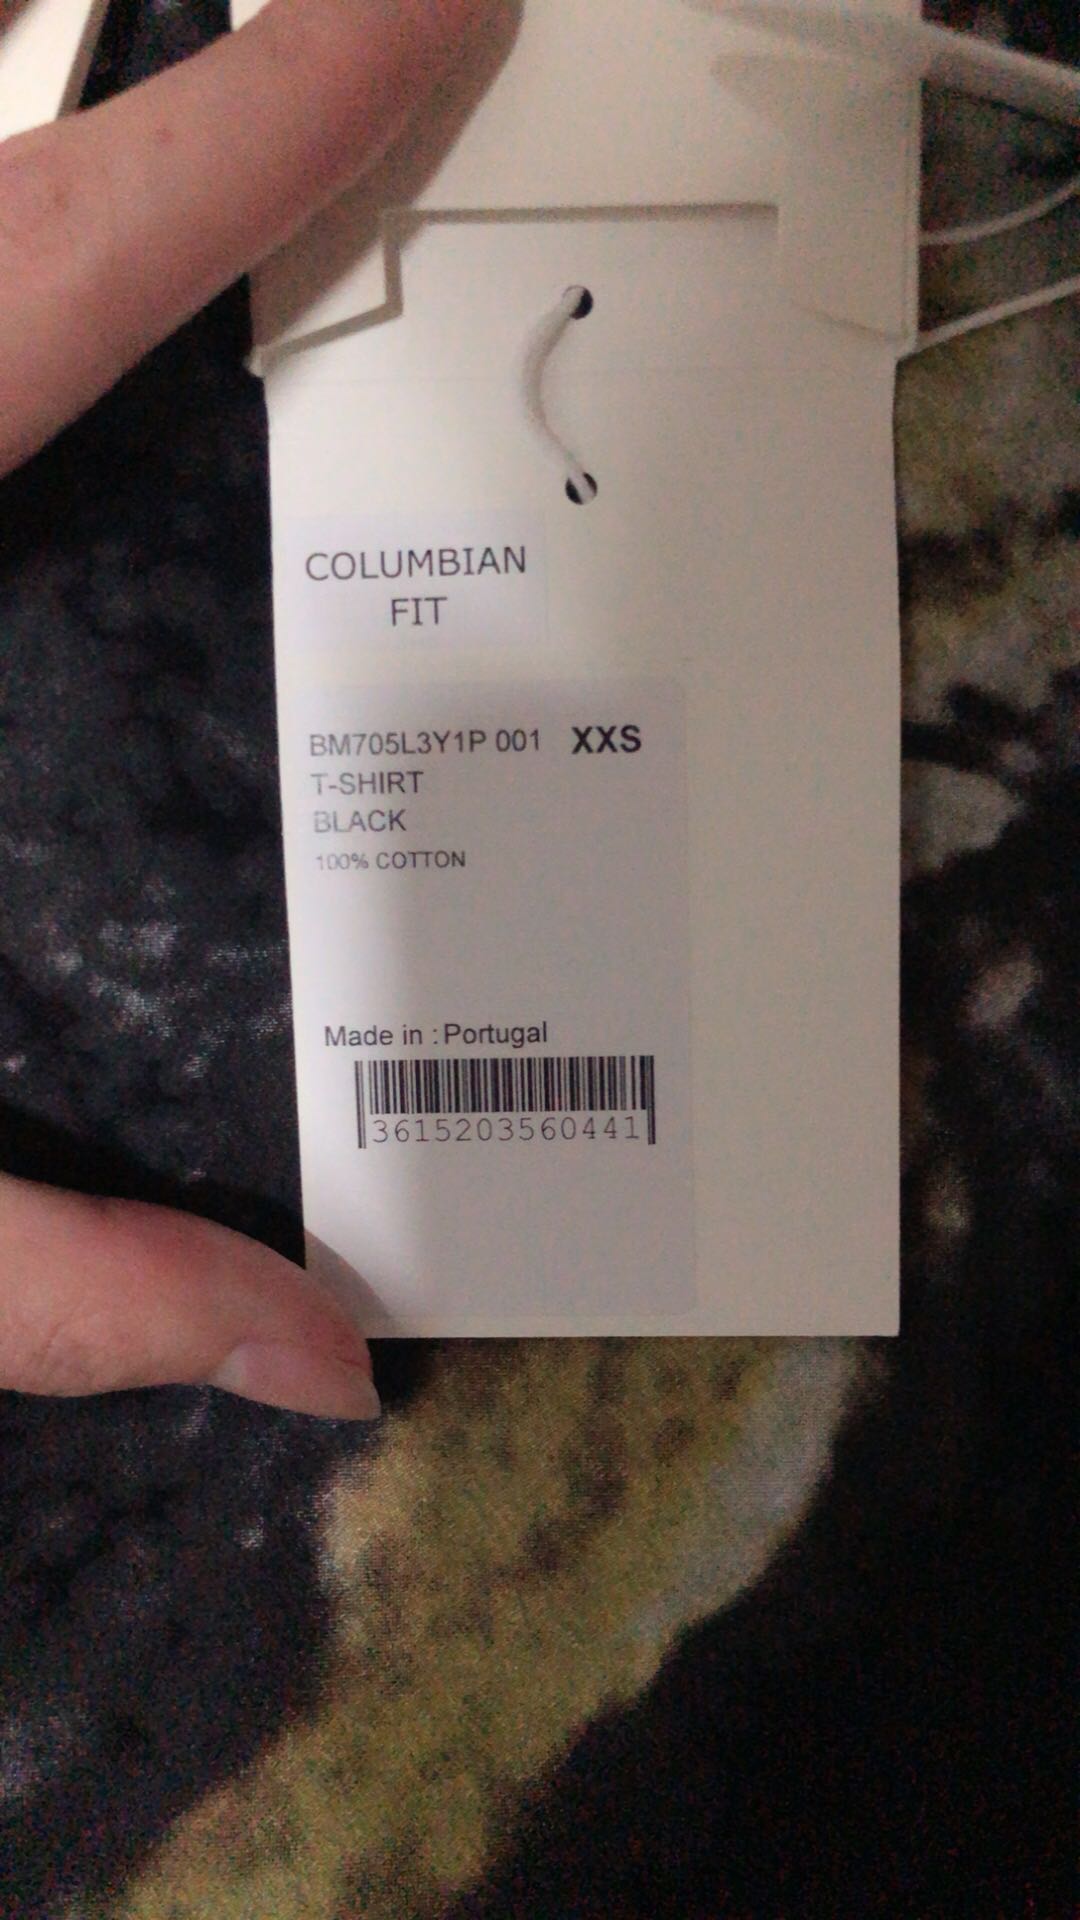 COLUMBIAN
FIT
BM705L3Y1P 001 XXS
T-SHIRT
BLACK
100% COTTON
Made in : Portugal
3615203560441